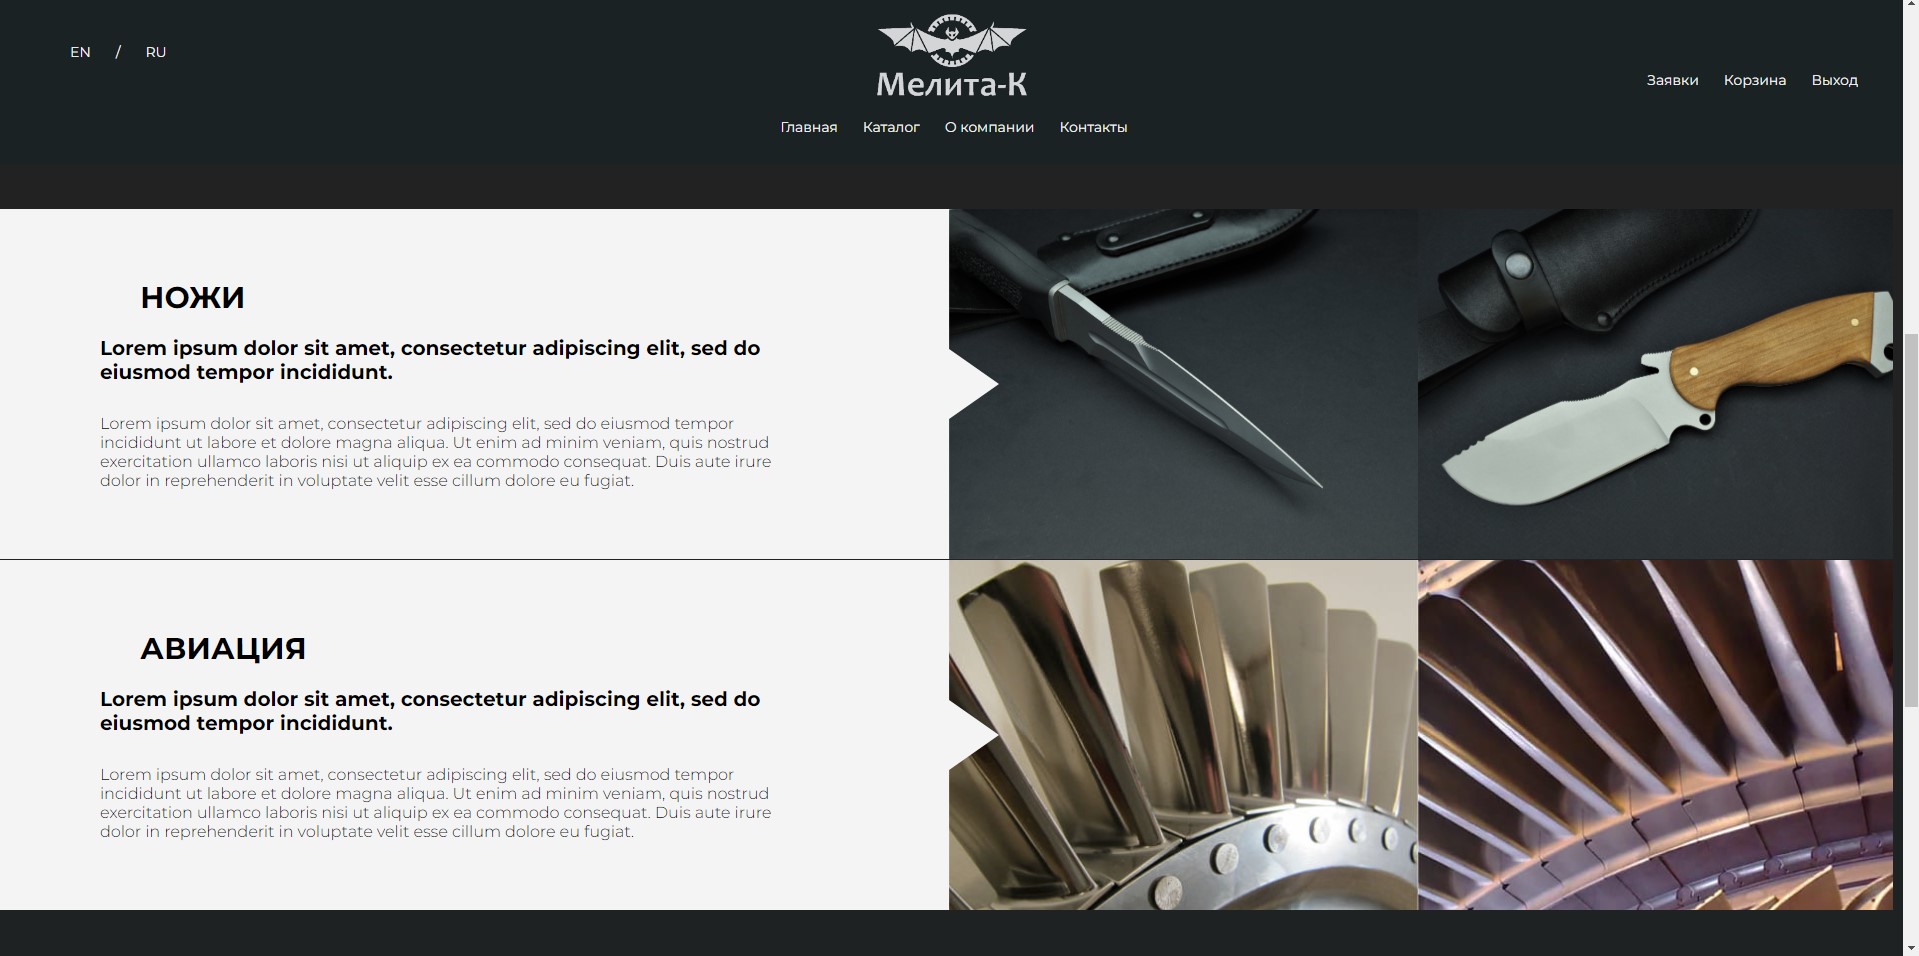 EN / RU
Мелита-К
Заявки Корзина Выход
Главная Каталог О компании Контакты
НОЖИ
Lorem ipsum dolor sit amet, consectetur adipiscing elit, sed do
eiusmod tempor incididunt.
Lorem ipsum dolor sit amet, consectetur adipiscing elit, sed do eiusmod tempor
incididunt ut labore et dolore magna aliqua. Ut enim ad minim veniam, quis nostrud
exercitation ullamco laboris nisi ut aliquip ex ea commodo consequat. Duis aute irure
dolor in reprehenderit in voluptate velit esse cillum dolore eu fugiat.
АВИАЦИЯ
Lorem ipsum dolor sit amet, consectetur adipiscing elit, sed do
eiusmod tempor incididunt.
Lorem ipsum dolor sit amet, consectetur adipiscing elit, sed do eiusmod tempor
incididunt ut labore et dolore magna aliqua. Ut enim ad minim veniam, quis nostrud
exercitation ullamco laboris nisi ut aliquip ex ea commodo consequat. Duis aute irure
dolor in reprehenderit in voluptate velit esse cillum dolore eu fugiat.